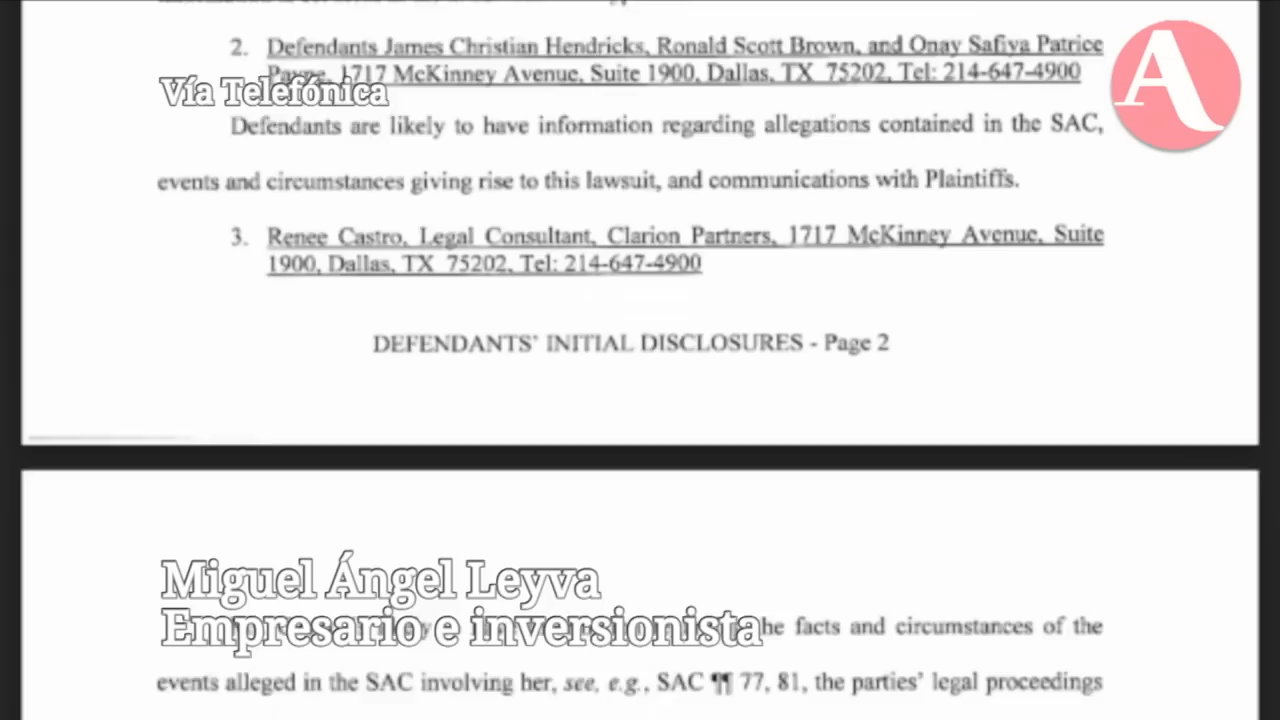 2. Defendants James Christian Hendricks, Ronald Scott Brown, and Onay Safiya Patrice
1717 McKinney Avenue, Suite 1900, Dallas, TX 75202, Tel: 214-647-4900
Vía Telefónica
Defendants are likely to have information regarding allegations contained in the SAC,
events and circumstances giving rise to this lawsuit, and communications with Plaintiffs.
3. Renee Castro, Legal Consultant, Clarion Partners, 1717 McKinney Avenue, Suite
1900, Dallas, TX 75202, Tel: 214-647-4900
DEFENDANTS' INITIAL DISCLOSURES - Page 2
Miguel Ángel Leyva
Empresario e inversionista
the facts and circumstances of the
events alleged in the SAC involving her, see, e.g., SAC ¶¶ 77, 81, the parties' legal proceedings
A